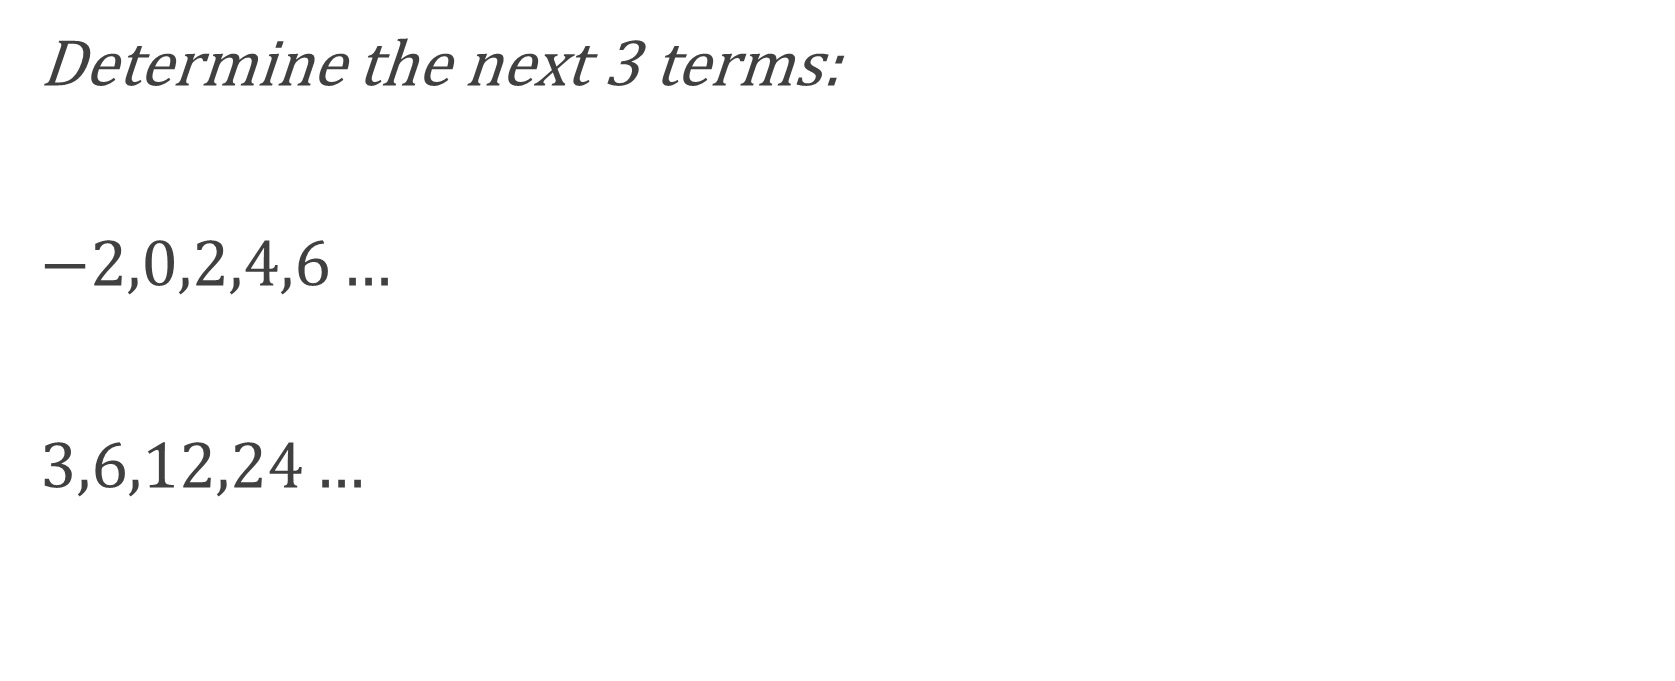 Determine the next 3 terms:
−2,0,2,4,6 ...
3,6,12,24 ...